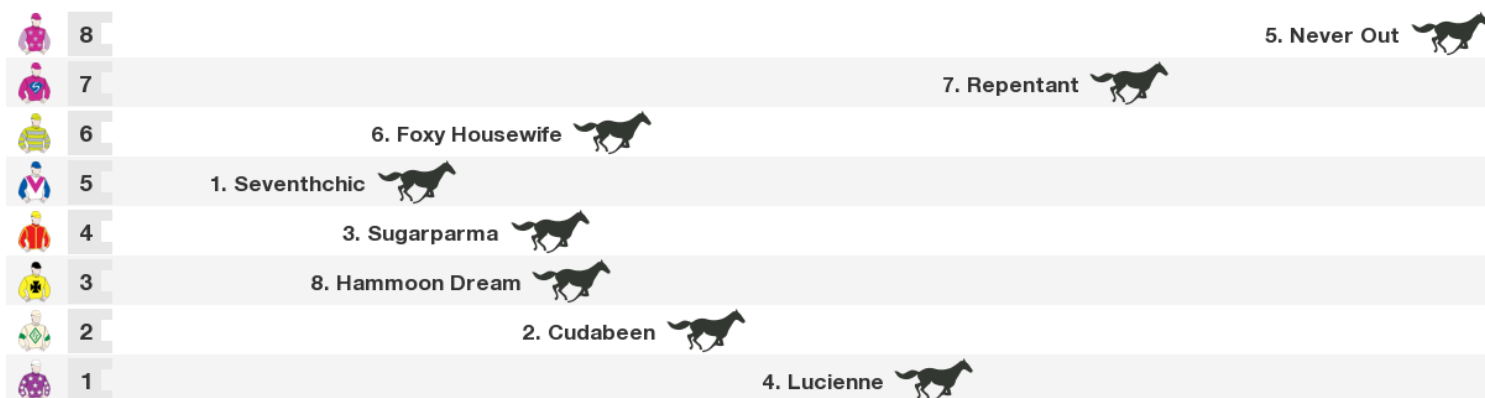 8 5. Never Out
7 7. Repentant
6 6. Foxy Housewife
5 1. Seventhchic
4 3. Sugarparma
3 8. Hammoon Dream
2 2. Cudabeen
1 4. Lucienne